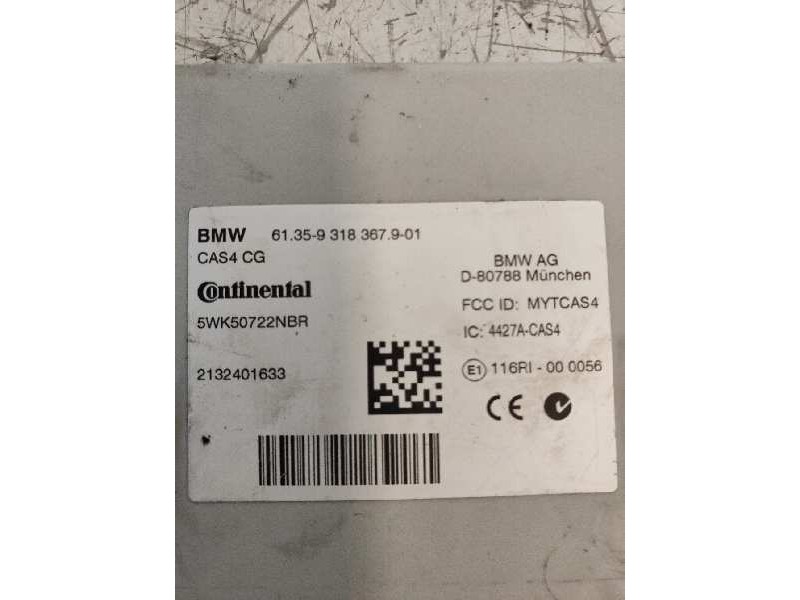 BMW 61.35-9 318 367.9-01
CAS4 CG
Continental
5WK50722NBR
2132401633
BMW AG
D-80788 München
FCC ID: MYTCAS4
IC: 4427A-CAS4
E1 116RI - 00 0056
CE